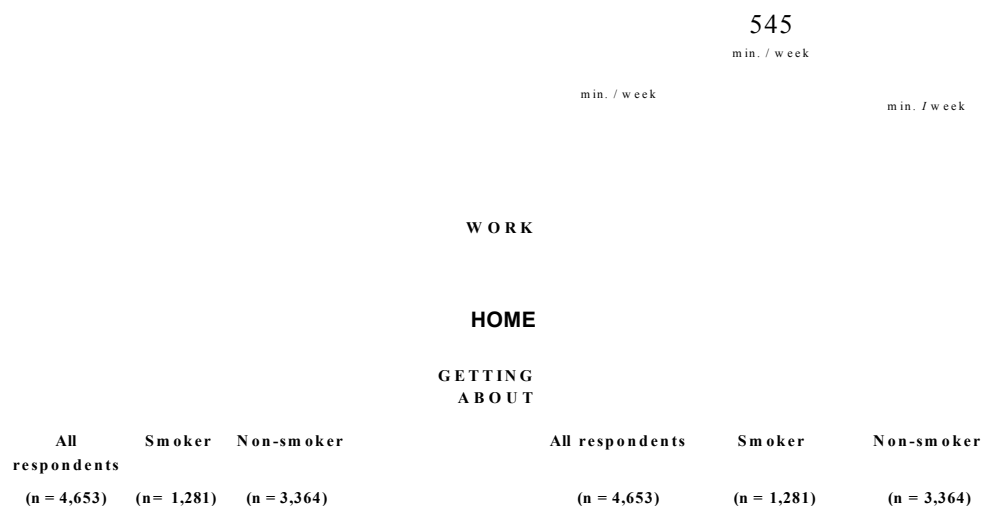 545
min. / week
min. / week
min. / week
WORK
HOME
GETTING
ABOUT
All Smoker Non-smoker All respondents Smoker Non-smoker
respondents
(n = 4,653) (n= 1,281) (n = 3,364) (n = 4,653) (n = 1,281) (n = 3,364)